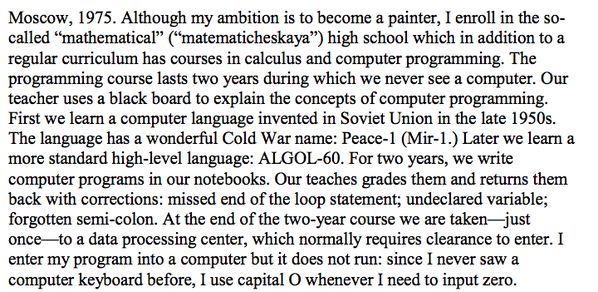 Moscow, 1975. Although my ambition is to become a painter, I enroll in the so-
called “mathematical” (“matematicheskaya”) high school which in addition to a
regular curriculum has courses in calculus and computer programming. The
programming course lasts two years during which we never see a computer. Our
teacher uses a black board to explain the concepts of computer programming.
First we learn a computer language invented in Soviet Union in the late 1950s.
The language has a wonderful Cold War name: Peace-1 (Mir-1.) Later we learn a
more standard high-level language: ALGOL-60. For two years, we write
computer programs in our notebooks. Our teaches grades them and returns them
back with corrections: missed end of the loop statement; undeclared variable;
forgotten semi-colon. At the end of the two-year course we are taken—just
once—to a data processing center, which normally requires clearance to enter. I
enter my program into a computer but it does not run: since I never saw a
computer keyboard before, I use capital O whenever I need to input zero.